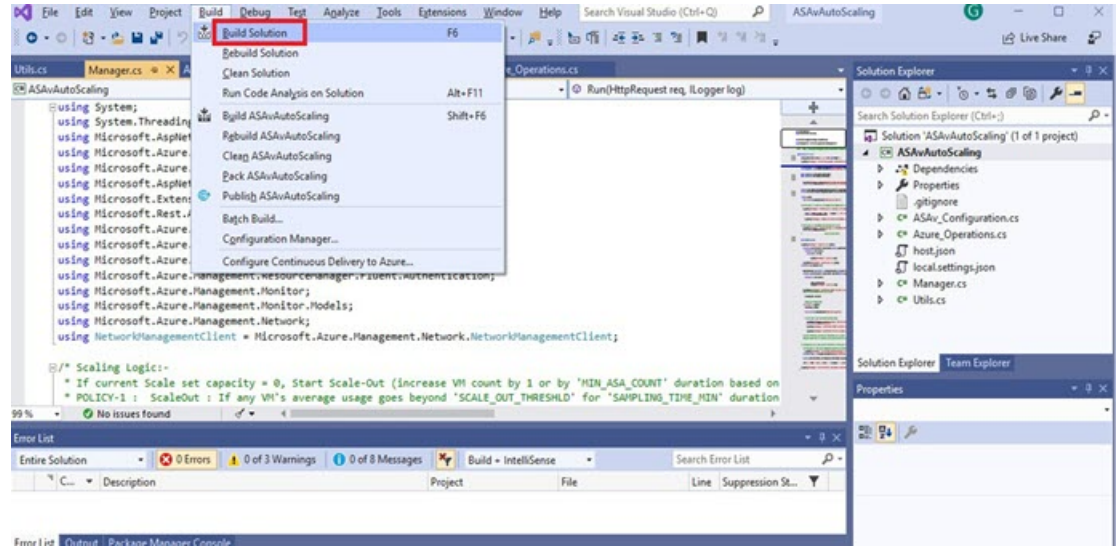 File Edit View Project Build Debug Test Analyze Tools Extensions Window Help Search Visual Studio (Ctrl+Q) ASAvAutoScaling G
Live Share
Build Solution F6
Rebuild Solution
Clean Solution
Run Code Analysis on Solution Alt+F11
Build ASAvAutoScaling Shift+F6
Rebuild ASAvAutoScaling
Clean ASAvAutoScaling
Pack ASAvAutoScaling
Publish ASAvAutoScaling
Batch Build...
Configuration Manager...
Configure Continuous Delivery to Azure...
Utils.cs Manager.cs e_Operations.cs
ASAvAutoScaling Run(HttpRequest req, ILogger log)
using System;
using System.Threading
using Microsoft.AspNet
using Microsoft.Azure.
using Microsoft.Azure.
using Microsoft.AspNet
using Microsoft.Extens
using Microsoft.Rest.A
using Microsoft.Azure.
using Microsoft.Azure.
using Microsoft.Azure.
using Microsoft.Azure.Management.ResourceManager.Fluent.Authentication;
using Microsoft.Azure.Management.Monitor;
using Microsoft.Azure.Management.Monitor.Models;
using Microsoft.Azure.Management.Network;
using NetworkManagementClient = Microsoft.Azure.Management.Network.NetworkManagementClient;
/* Scaling Logic:-
* If current Scale set capacity = 0, Start Scale-Out (increase VM count by 1 or by 'MIN_ASA_COUNT' duration based on
* POLICY-1 : ScaleOut : If any VM's average usage goes beyond 'SCALE_OUT_THRESHLD' for 'SAMPLING_TIME_MIN' duration
99 % No issues found
Solution Explorer
Search Solution Explorer (Ctrl+;)
Solution 'ASAvAutoScaling' (1 of 1 project)
ASAvAutoScaling
Dependencies
Properties
.gitignore
ASAv_Configuration.cs
Azure_Operations.cs
host.json
local.settings.json
Manager.cs
Utils.cs
Solution Explorer Team Explorer
Properties
Error List
Entire Solution 0 Errors 0 of 3 Warnings 0 of 8 Messages Build + IntelliSense Search Error List
C... Description Project File Line Suppression St...
Error List Output Package Manager Console